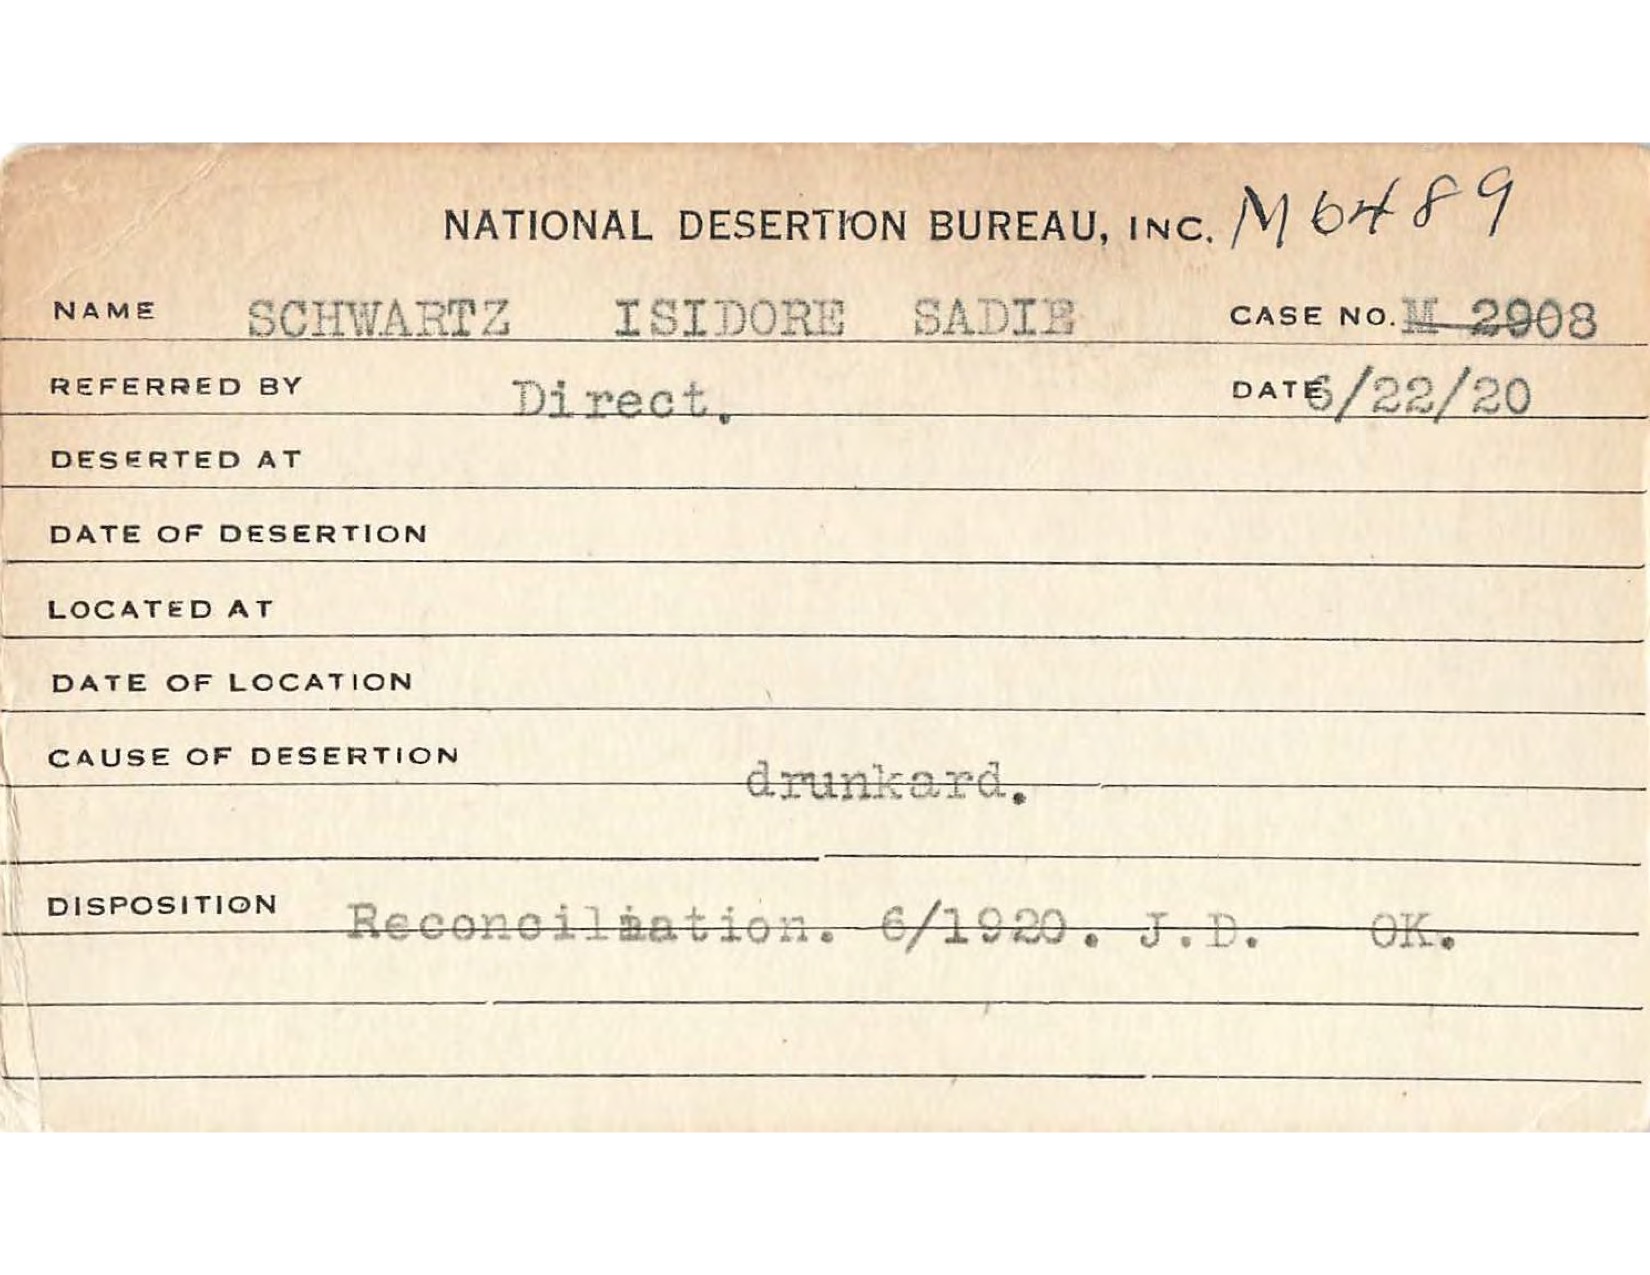 NATIONAL DESERTION BUREAU, INC. M6489
NAME SCHWARTZ ISIDORE SADIE CASE NO. M 2908
REFERRED BY Direct. DATE 6/22/20
DESERTED AT
DATE OF DESERTION
LOCATED AT
DATE OF LOCATION
CAUSE OF DESERTION drunkard.
DISPOSITION Reconciliation. 6/1920. J.D. OK.